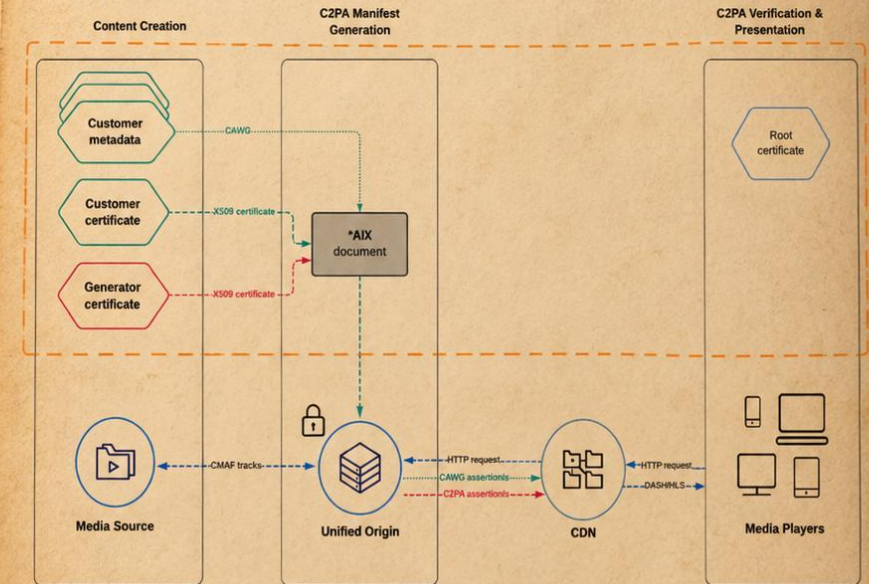 Content Creation
C2PA Manifest
Generation
C2PA Verification &
Presentation
Customer
metadata
CAWG
Root
certificate
Customer
certificate
X509 certificate
*AIX
document
Generator
certificate
X509 certificate
CMAF tracks
HTTP request
CAWG assertionls
C2PA assertionls
HTTP request
DASH/HLS
Media Source
Unified Origin
CDN
Media Players